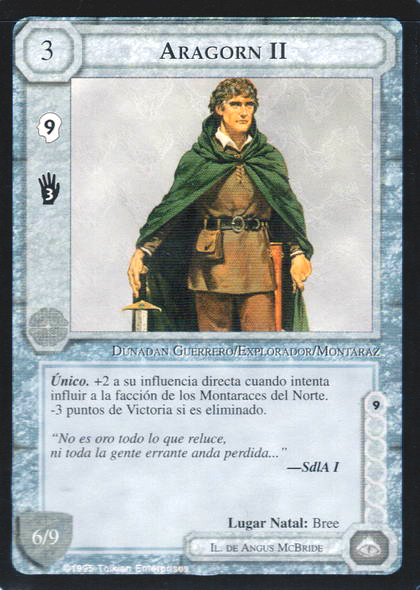 3
ARAGORN II
9
3
DÚNADAN GUERRERO/EXPLORADOR/MONTARAZ
Único. +2 a su influencia directa cuando intenta
influir a la facción de los Montaraces del Norte.
-3 puntos de Victoria si es eliminado.
9
“No es oro todo lo que reluce,
ni toda la gente errante anda perdida...”
—SdlA I
Lugar Natal: Bree
6/9
IL. DE ANGUS MCBRIDE
©1995 Tolkien Enterprises